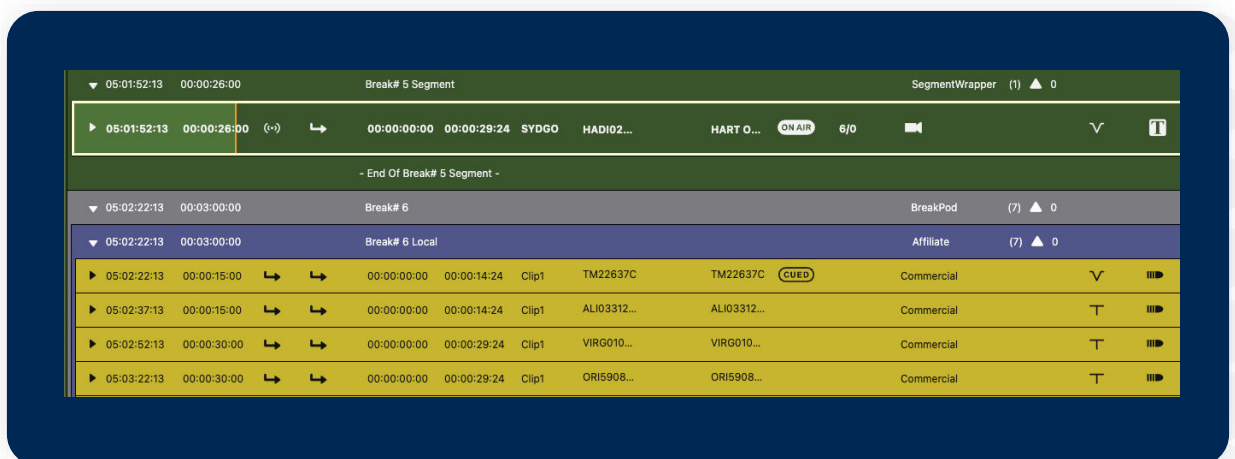 05:01:52:13 00:00:26:00 Break# 5 Segment SegmentWrapper (1) 0
05:01:52:13 00:00:26:00 00:00:00:00 00:00:29:24 SYDGO HADI02... HART O... ON AIR 6/0 T
- End Of Break# 5 Segment -
05:02:22:13 00:03:00:00 Break# 6 BreakPod (7) 0
05:02:22:13 00:03:00:00 Break# 6 Local Affiliate (7) 0
05:02:22:13 00:00:15:00 00:00:00:00 00:00:14:24 Clip1 TM22637C TM22637C CUED Commercial
05:02:37:13 00:00:15:00 00:00:00:00 00:00:14:24 Clip1 ALI03312... ALI03312... Commercial
05:02:52:13 00:00:30:00 00:00:00:00 00:00:29:24 Clip1 VIRG010... VIRG010... Commercial
05:03:22:13 00:00:30:00 00:00:00:00 00:00:29:24 Clip1 ORI5908... ORI5908... Commercial